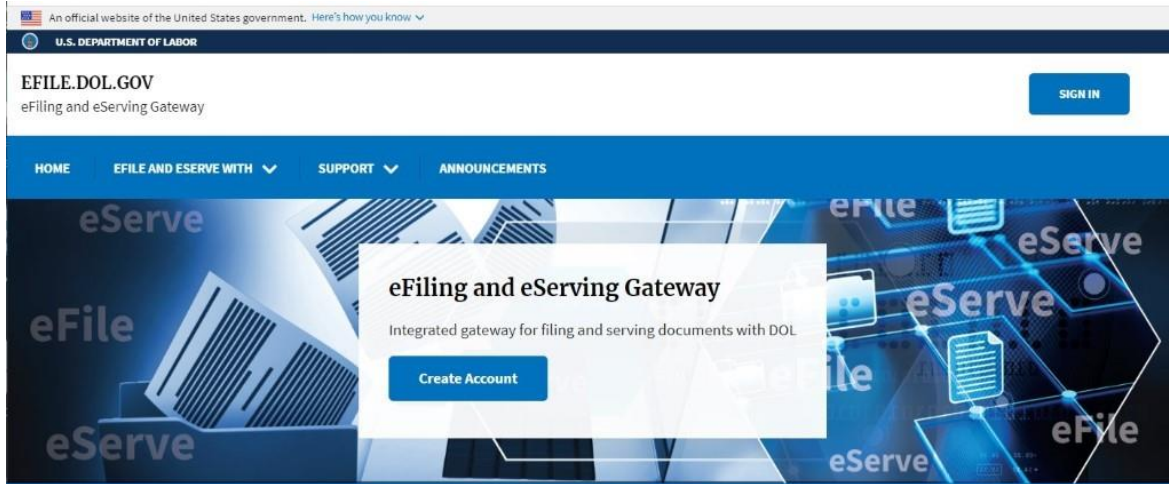 An official website of the United States government. Here's how you know
U.S. DEPARTMENT OF LABOR
EFILE.DOL.GOV
eFiling and eServing Gateway
SIGN IN
HOME EFILE AND ESERVE WITH SUPPORT ANNOUNCEMENTS
eServe
eFile
eServe
eFiling and eServing Gateway
Integrated gateway for filing and serving documents with DOL
Create Account
eFile
eServe
eServe
eFile
eServe